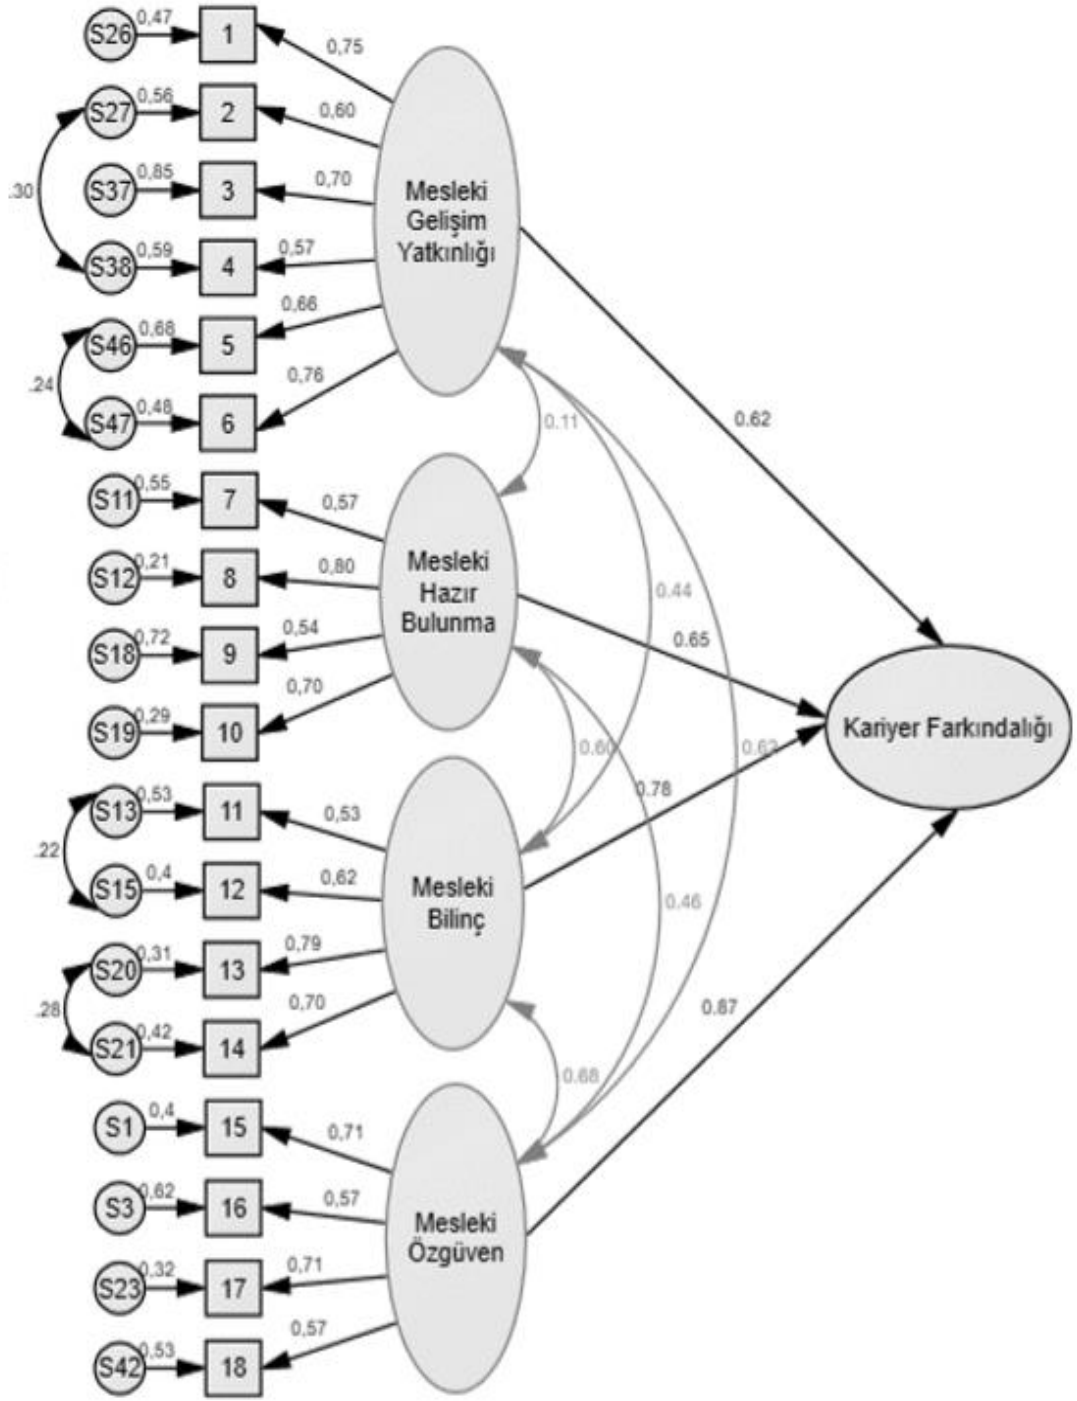 S26 0,47 1 0,75
S27 0,56 2 0,60
.30
S37 0,85 3 0,70
S38 0,59 4 0,57
S46 0,68 5 0,66
.24
S47 0,48 6 0,76
Mesleki
Gelişim
Yatkınlığı
0.62
0.11
S11 0,55 7 0,57
S12 0,21 8 0,80
S18 0,72 9 0,54
S19 0,29 10 0,70
Mesleki
Hazır
Bulunma
0.44
0.65
Kariyer Farkındalığı
0.60
0.78
S13 0,53 11 0,53
.22
S15 0,4 12 0,62
S20 0,31 13 0,79
.28
S21 0,42 14 0,70
Mesleki
Bilinç
0.46
0.87
0.68
S1 0,4 15 0,71
S3 0,62 16 0,57
S23 0,32 17 0,71
S42 0,53 18 0,57
Mesleki
Özgüven